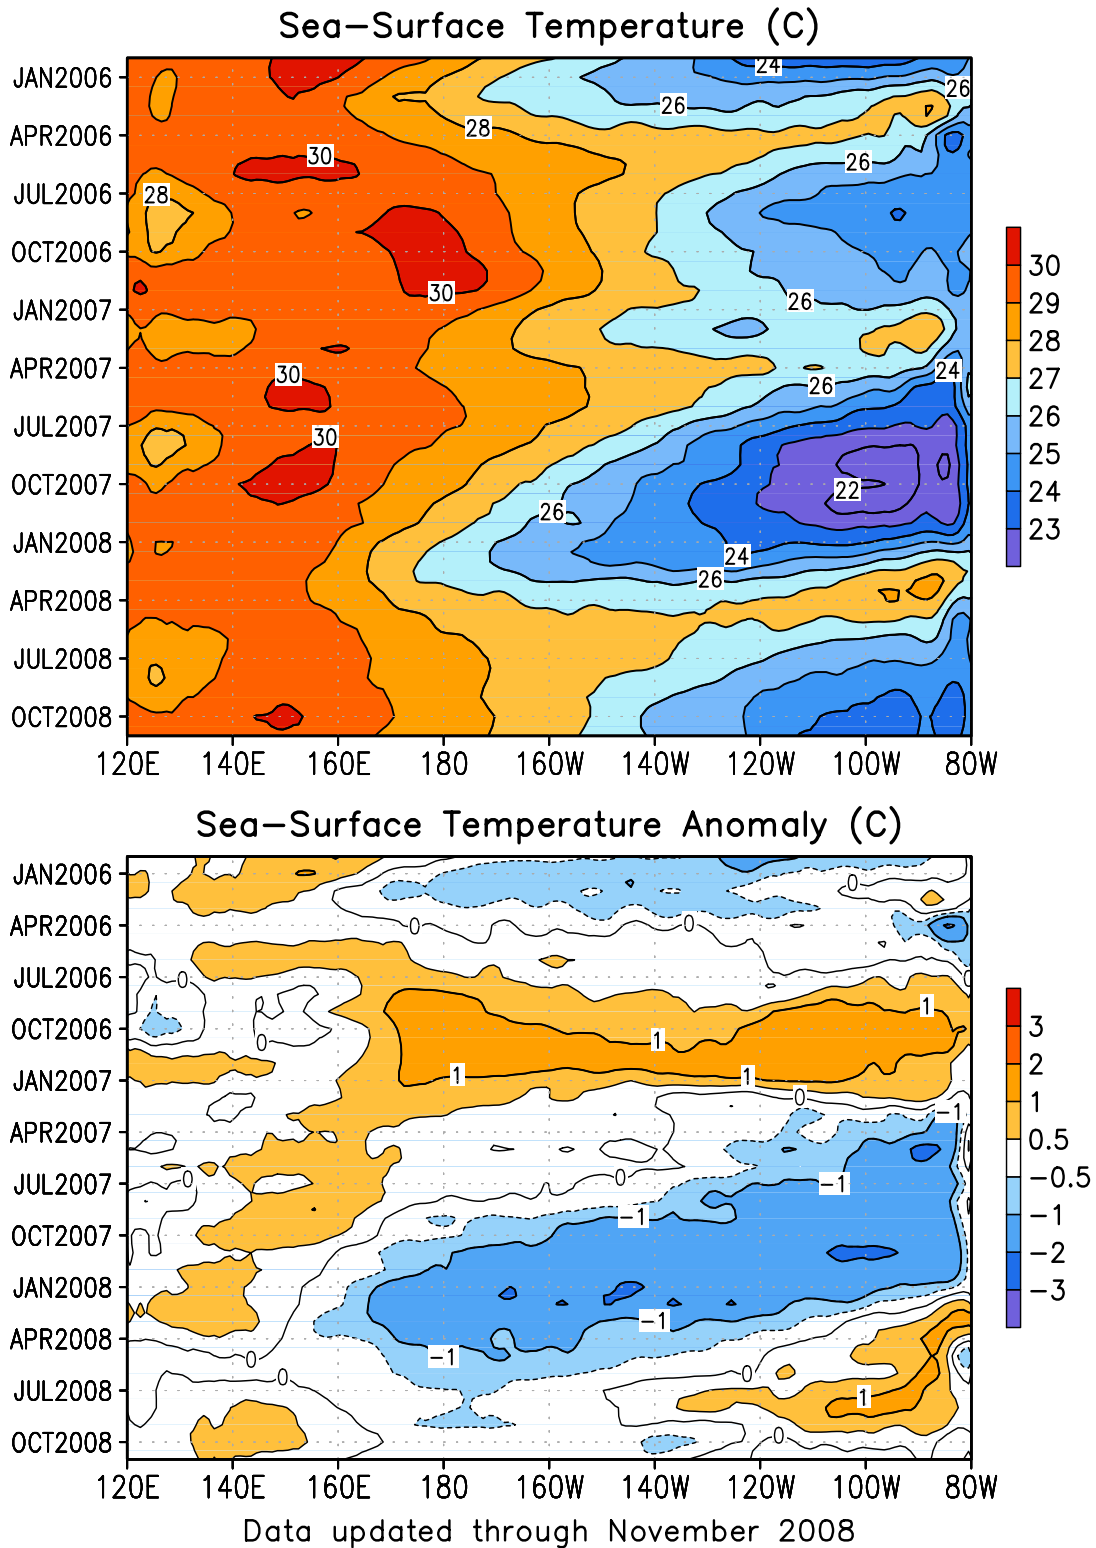 Sea-Surface Temperature (C)
JAN2006
APR2006
JUL2006
OCT2006
JAN2007
APR2007
JUL2007
OCT2007
JAN2008
APR2008
JUL2008
OCT2008
24
26
26
28
30
26
28
30
26
30
26
24
30
22
26
24
26
30
29
28
27
26
25
24
23
120E 140E 160E 180 160W 140W 120W 100W 80W
Sea-Surface Temperature Anomaly (C)
JAN2006
APR2006
JUL2006
OCT2006
JAN2007
APR2007
JUL2007
OCT2007
JAN2008
APR2008
JUL2008
OCT2008
0
0
0
0
0
1
0
1
1
1
0
-1
0
0
-1
-1
-1
-1
0
0
0
1
0
3
2
1
0.5
-0.5
-1
-2
-3
120E 140E 160E 180 160W 140W 120W 100W 80W
Data updated through November 2008